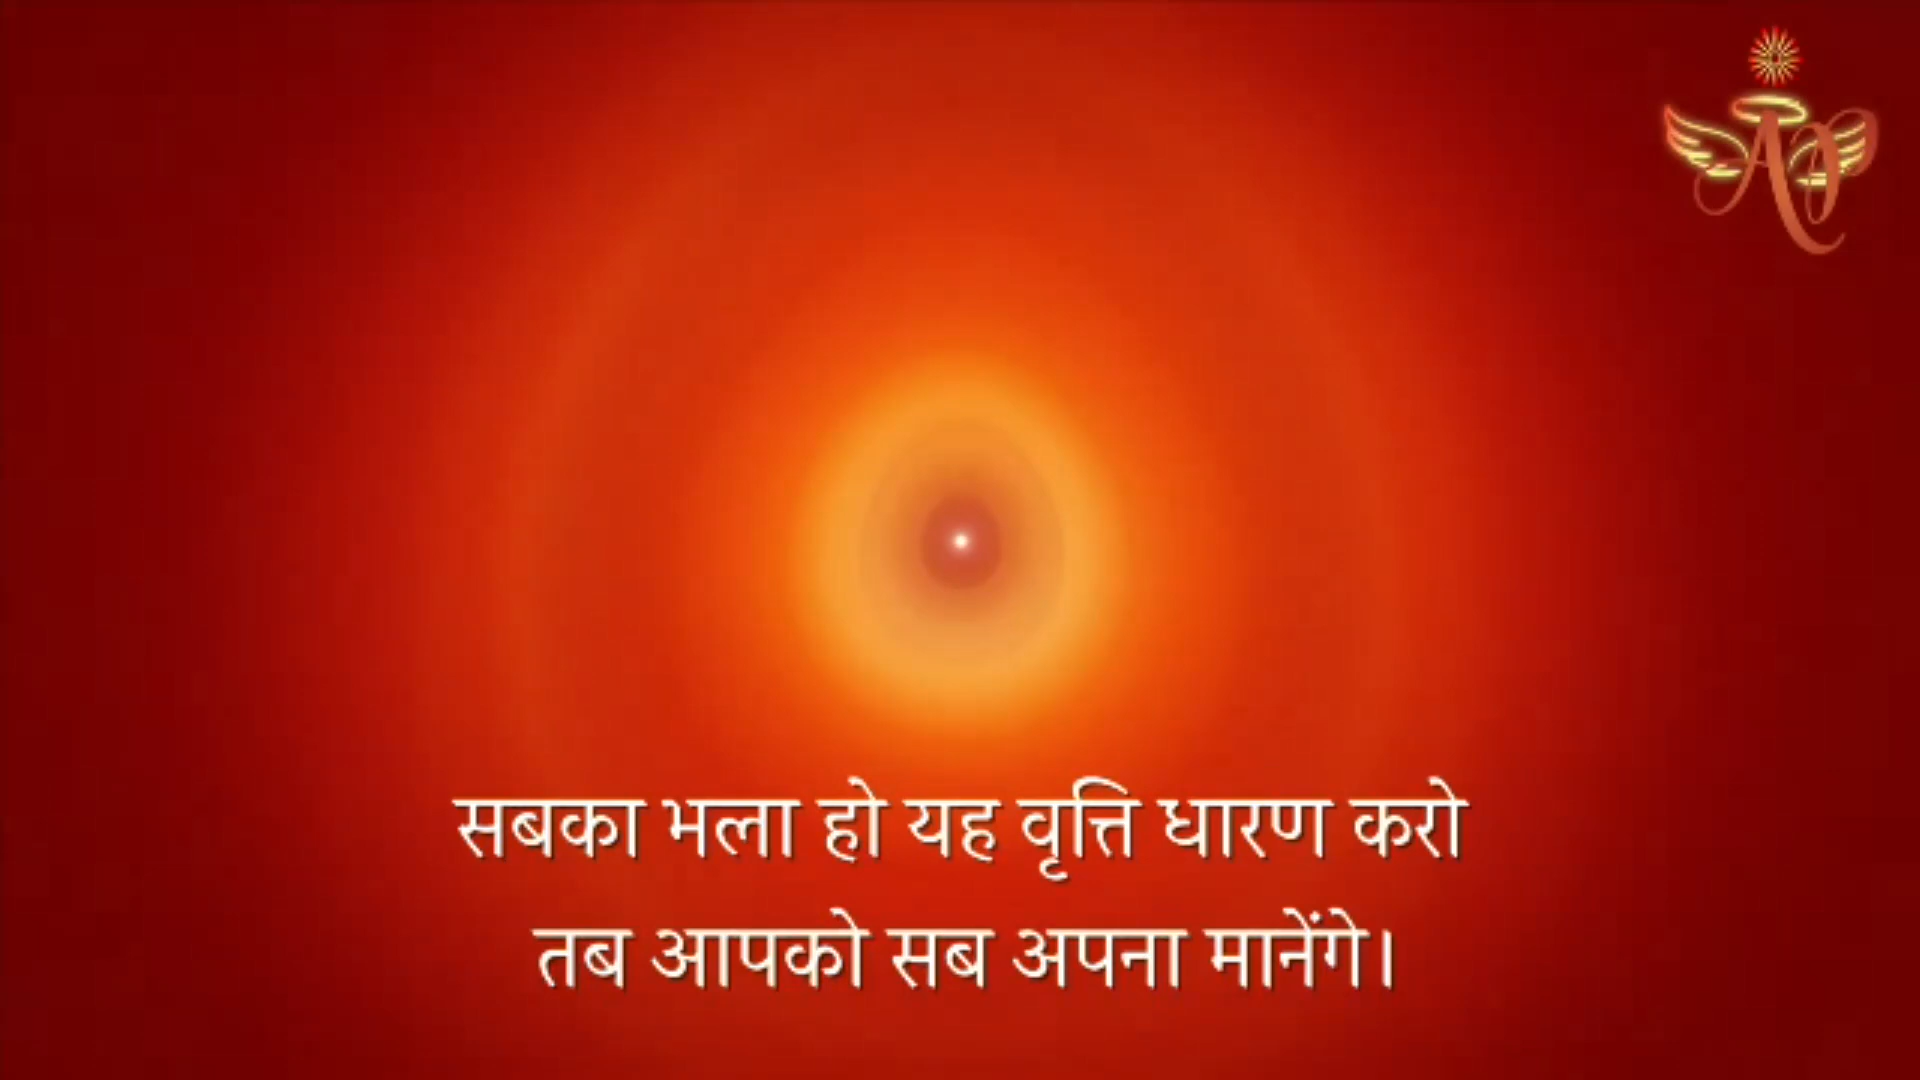 सबका भला हो यह वृत्ति धारण करो
तब आपको सब अपना मानेंगे।